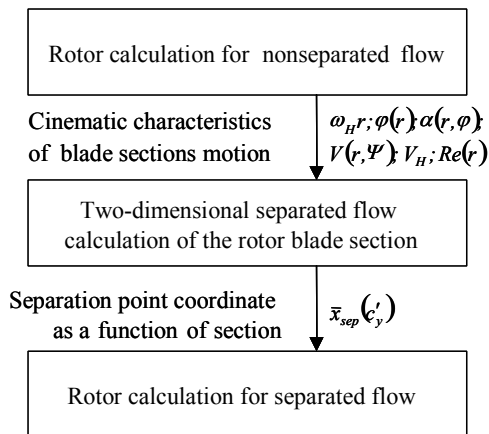 Rotor calculation for nonseparated flow
Cinematic characteristics
of blade sections motion
ω_H r; φ(r); α(r,φ);
V(r,Ψ); V_H; Re(r)
Two-dimensional separated flow
calculation of the rotor blade section
Separation point coordinate
as a function of section
x̄_sep(c'_y)
Rotor calculation for separated flow